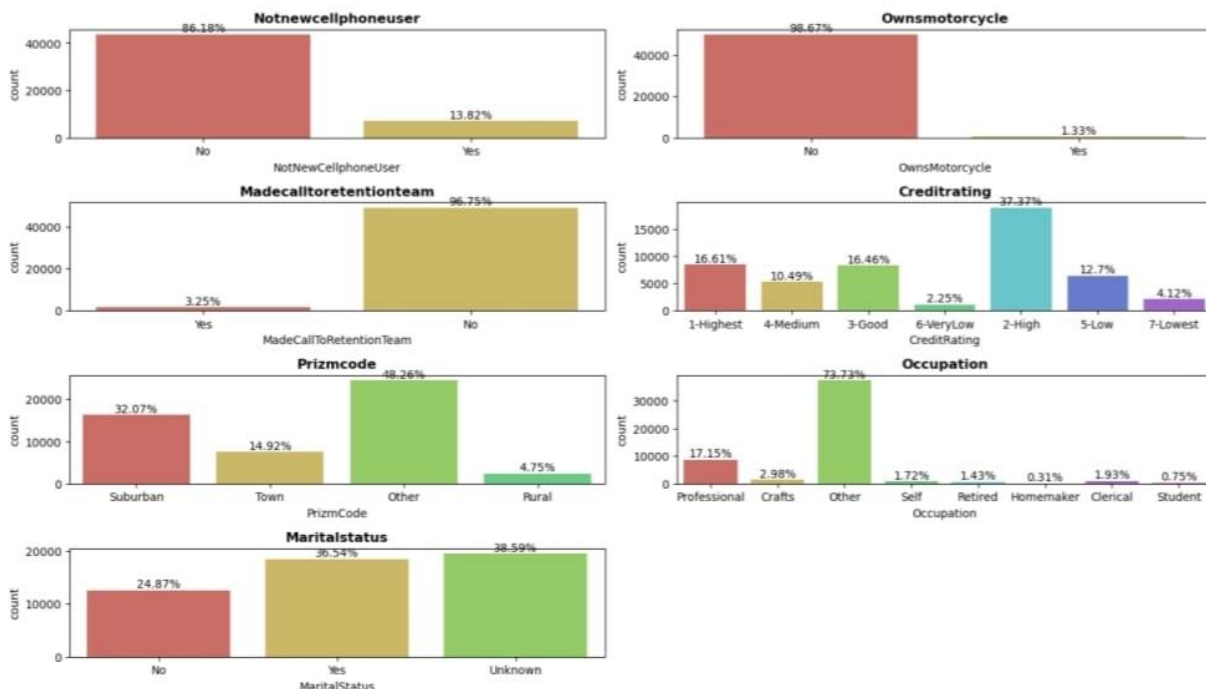 Notnewcellphoneuser
86.18%
13.82%
40000
20000
0
count
No Yes
NotNewCellphoneUser
Ownsmotorcycle
98.67%
1.33%
40000
20000
0
count
No Yes
OwnsMotorcycle
Madecalltoretentionteam
96.75%
3.25%
40000
20000
0
count
Yes No
MadeCallToRetentionTeam
Creditrating
37.37%
16.61% 10.49% 16.46% 2.25% 12.7% 4.12%
15000
10000
5000
0
count
1-Highest 4-Medium 3-Good 6-VeryLow 2-High 5-Low 7-Lowest
CreditRating
Prizmcode
48.26%
32.07% 14.92% 4.75%
20000
10000
0
count
Suburban Town Other Rural
PrizmCode
Occupation
73.73%
17.15% 2.98% 1.72% 1.43% 0.31% 1.93% 0.75%
30000
20000
10000
0
count
Professional Crafts Other Self Retired Homemaker Clerical Student
Occupation
Maritalstatus
24.87% 36.54% 38.59%
20000
10000
0
count
No Yes Unknown
MaritalStatus